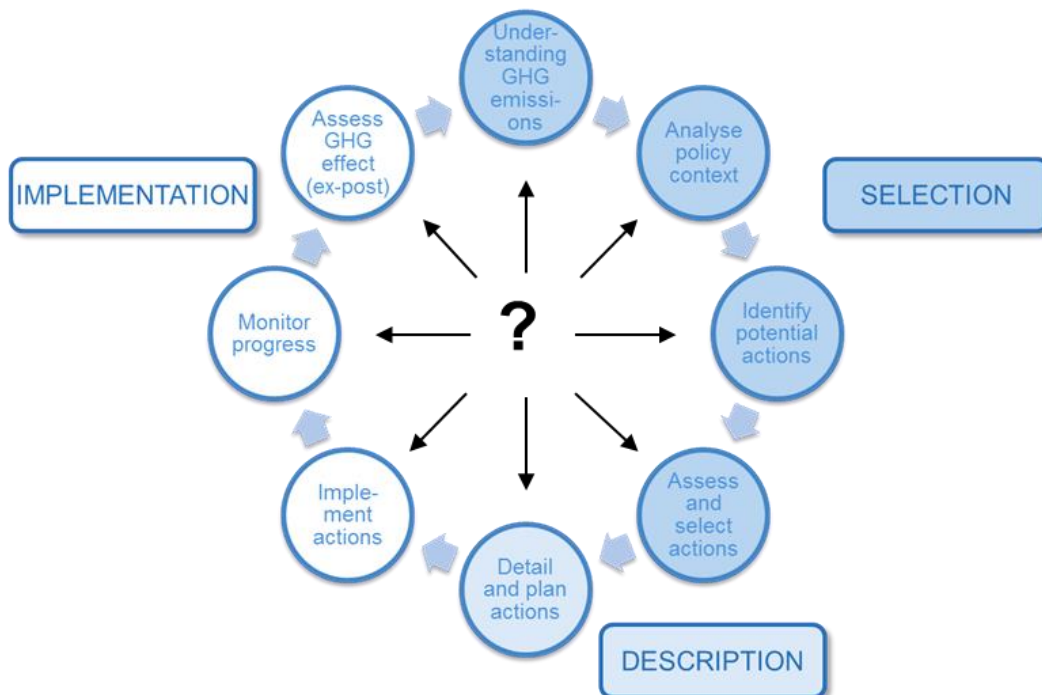 Under-
standing
GHG
emissi-
ons
Analyse
policy
context
SELECTION
Identify
potential
actions
Assess
and
select
actions
DESCRIPTION
Detail
and plan
actions
Imple-
ment
actions
Monitor
progress
IMPLEMENTATION
Assess
GHG
effect
(ex-post)
?